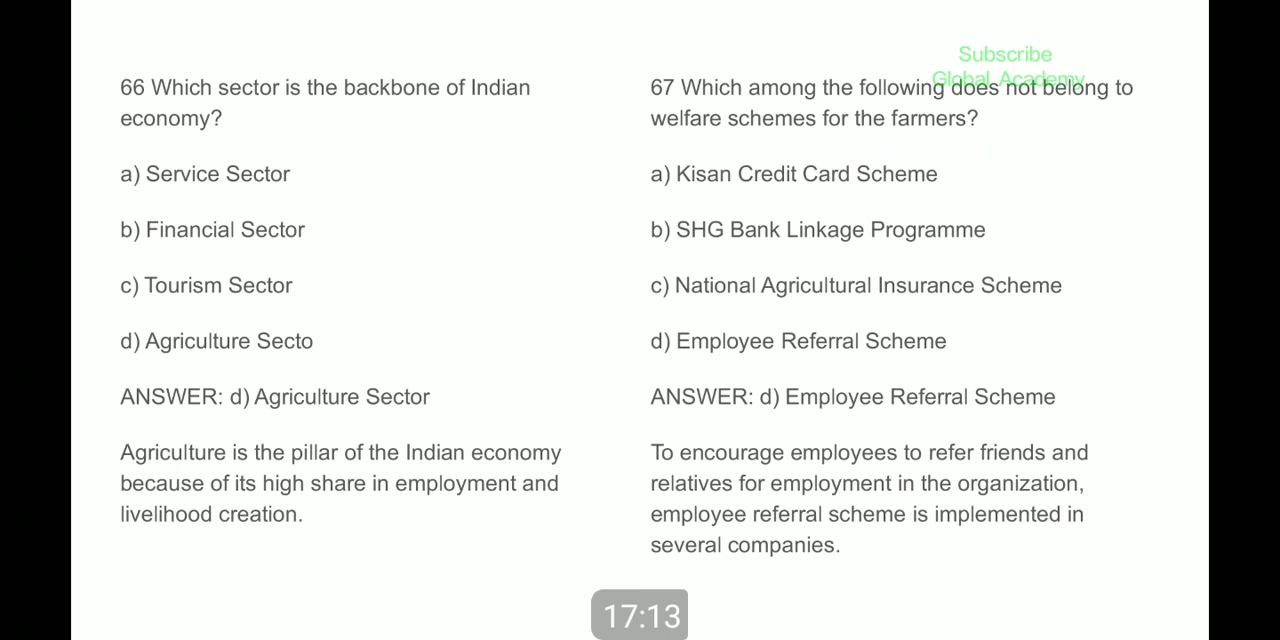 Subscribe
Global Academy
66 Which sector is the backbone of Indian
economy?
a) Service Sector
b) Financial Sector
c) Tourism Sector
d) Agriculture Secto
ANSWER: d) Agriculture Sector
Agriculture is the pillar of the Indian economy
because of its high share in employment and
livelihood creation.
67 Which among the following does not belong to
welfare schemes for the farmers?
a) Kisan Credit Card Scheme
b) SHG Bank Linkage Programme
c) National Agricultural Insurance Scheme
d) Employee Referral Scheme
ANSWER: d) Employee Referral Scheme
To encourage employees to refer friends and
relatives for employment in the organization,
employee referral scheme is implemented in
several companies.
17:13